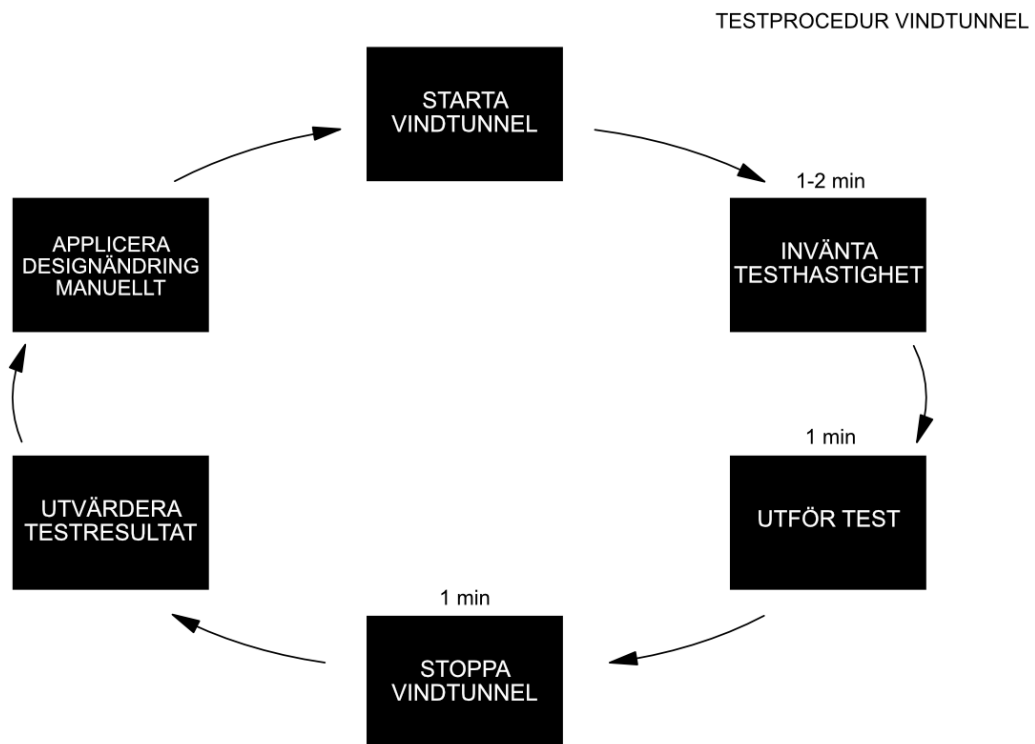 TESTPROCEDUR VINDTUNNEL
STARTA
VINDTUNNEL
1-2 min
INVÄNTA
TESTHASTIGHET
1 min
UTFÖR TEST
1 min
STOPPA
VINDTUNNEL
UTVÄRDERA
TESTRESULTAT
APPLICERA
DESIGNÄNDRING
MANUELLT